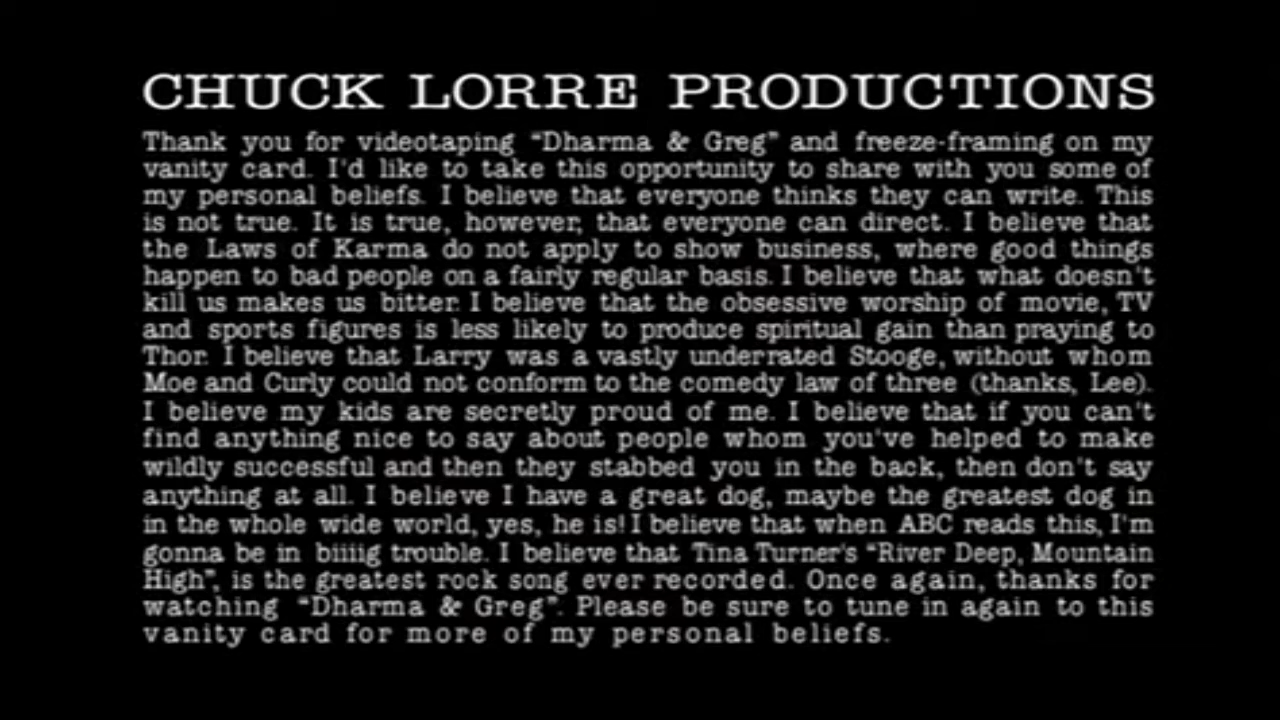 CHUCK LORRE PRODUCTIONS
Thank you for videotaping “Dharma & Greg” and freeze-framing on my
vanity card. I'd like to take this opportunity to share with you some of
my personal beliefs. I believe that everyone thinks they can write. This
is not true. It is true, however, that everyone can direct. I believe that
the Laws of Karma do not apply to show business, where good things
happen to bad people on a fairly regular basis. I believe that what doesn't
kill us makes us bitter. I believe that the obsessive worship of movie, TV
and sports figures is less likely to produce spiritual gain than praying to
Thor. I believe that Larry was a vastly underrated Stooge, without whom
Moe and Curly could not conform to the comedy law of three (thanks, Lee).
I believe my kids are secretly proud of me. I believe that if you can't
find anything nice to say about people whom you've helped to make
wildly successful and then they stabbed you in the back, then don't say
anything at all. I believe I have a great dog, maybe the greatest dog in
in the whole wide world, yes, he is! I believe that when ABC reads this, I'm
gonna be in biiiig trouble. I believe that Tina Turner's “River Deep, Mountain
High”, is the greatest rock song ever recorded. Once again, thanks for
watching “Dharma & Greg”. Please be sure to tune in again to this
vanity card for more of my personal beliefs.